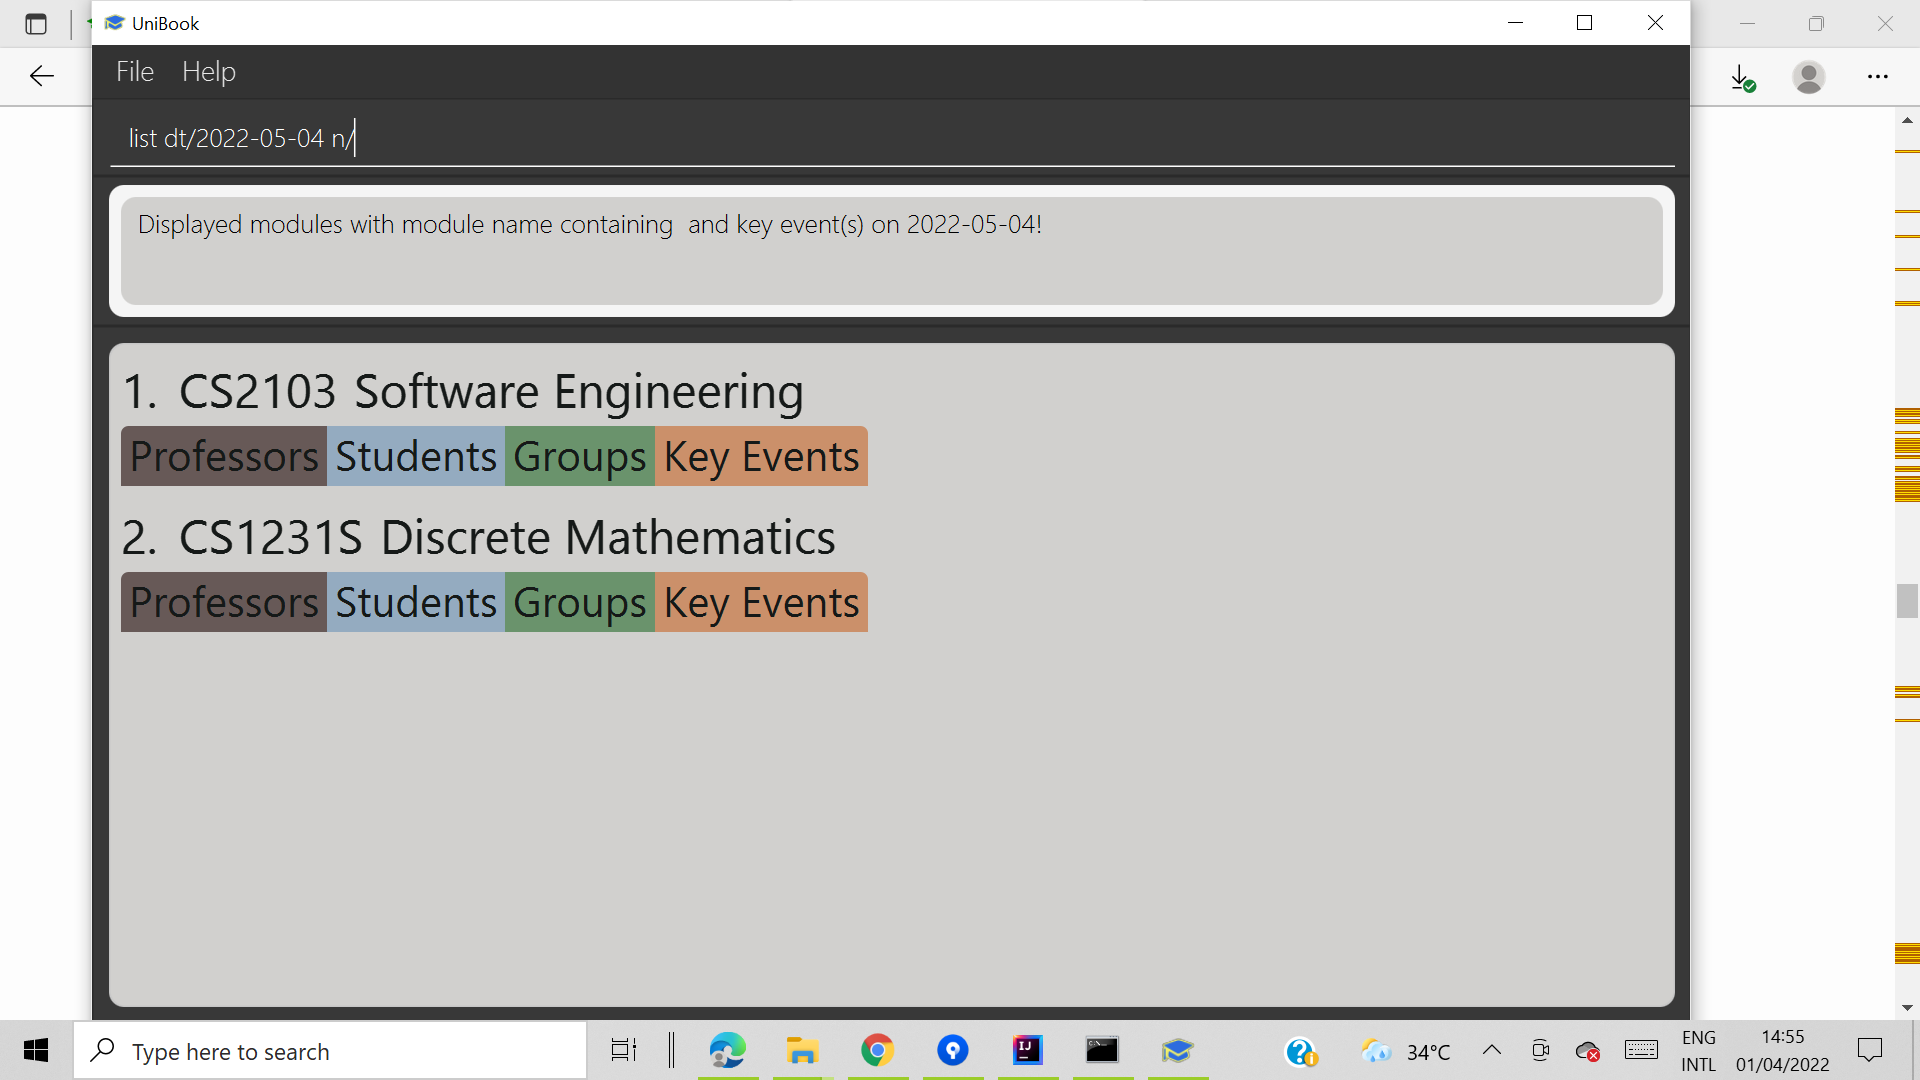 UniBook
File Help
list dt/2022-05-04 n/
Displayed modules with module name containing  and key event(s) on 2022-05-04!
1. CS2103 Software Engineering
Professors Students Groups Key Events
2. CS1231S Discrete Mathematics
Professors Students Groups Key Events
Type here to search
34°C
ENG
INTL
14:55
01/04/2022